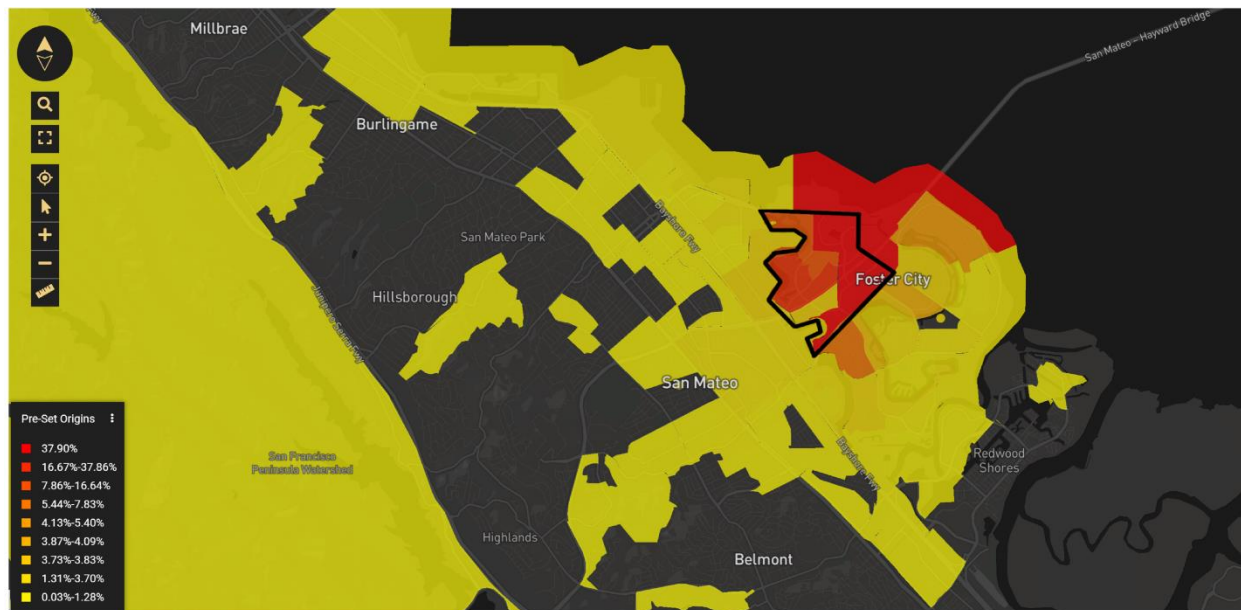 Millbrae
San Mateo – Hayward Bridge
Burlingame
Bayshore Fwy
San Mateo Park
Foster City
Hillsborough
San Mateo
Bayshore Fwy
Redwood
Shores
San Francisco
Peninsula Watershed
Highlands
Belmont
Pre-Set Origins
37.90%
16.67%-37.86%
7.86%-16.64%
5.44%-7.83%
4.13%-5.40%
3.87%-4.09%
3.73%-3.83%
1.31%-3.70%
0.03%-1.28%